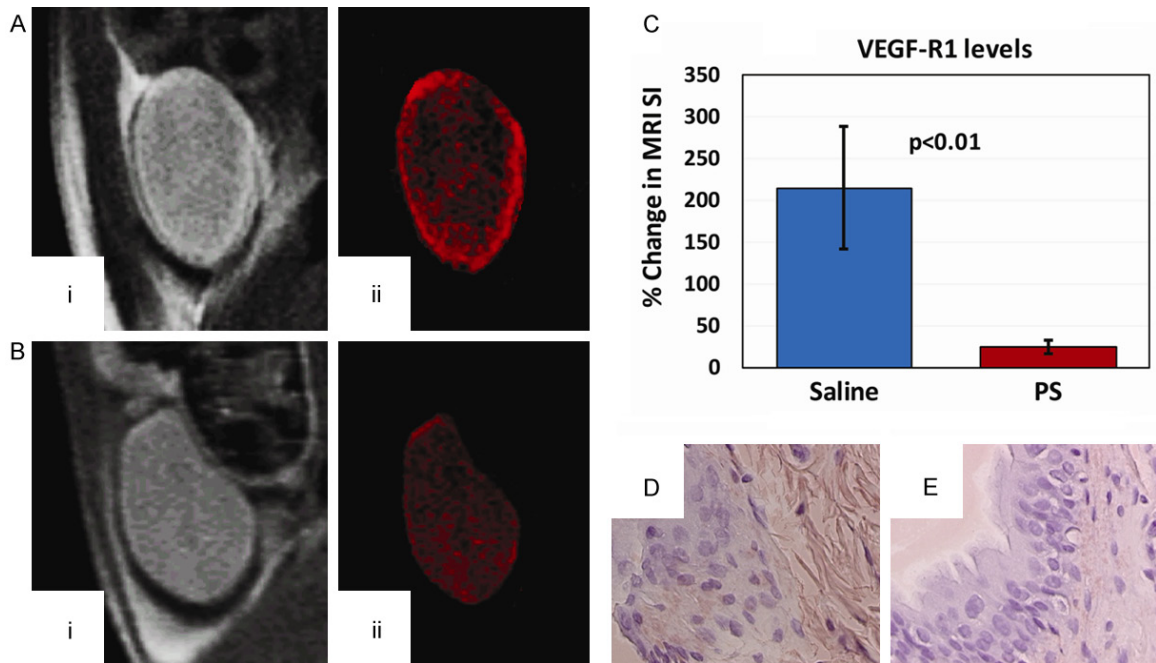 A
i
ii
B
i
ii
C
VEGF-R1 levels
% Change in MRI SI
350
300
250
200
150
100
50
0
p<0.01
Saline
PS
D
E